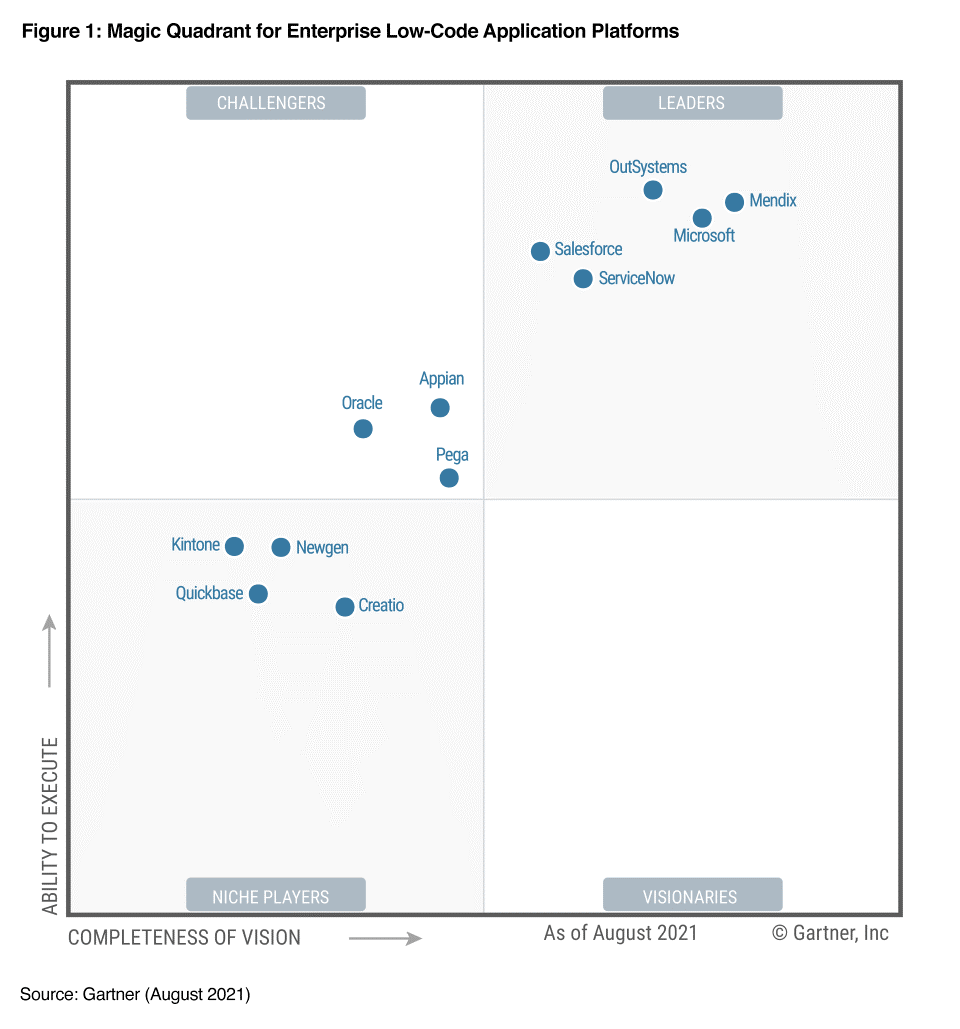 Figure 1: Magic Quadrant for Enterprise Low-Code Application Platforms
CHALLENGERS
LEADERS
OutSystems
Mendix
Microsoft
Salesforce
ServiceNow
Appian
Oracle
Pega
Kintone
Newgen
Quickbase
Creatio
ABILITY TO EXECUTE
NICHE PLAYERS
VISIONARIES
COMPLETENESS OF VISION
As of August 2021
© Gartner, Inc
Source: Gartner (August 2021)